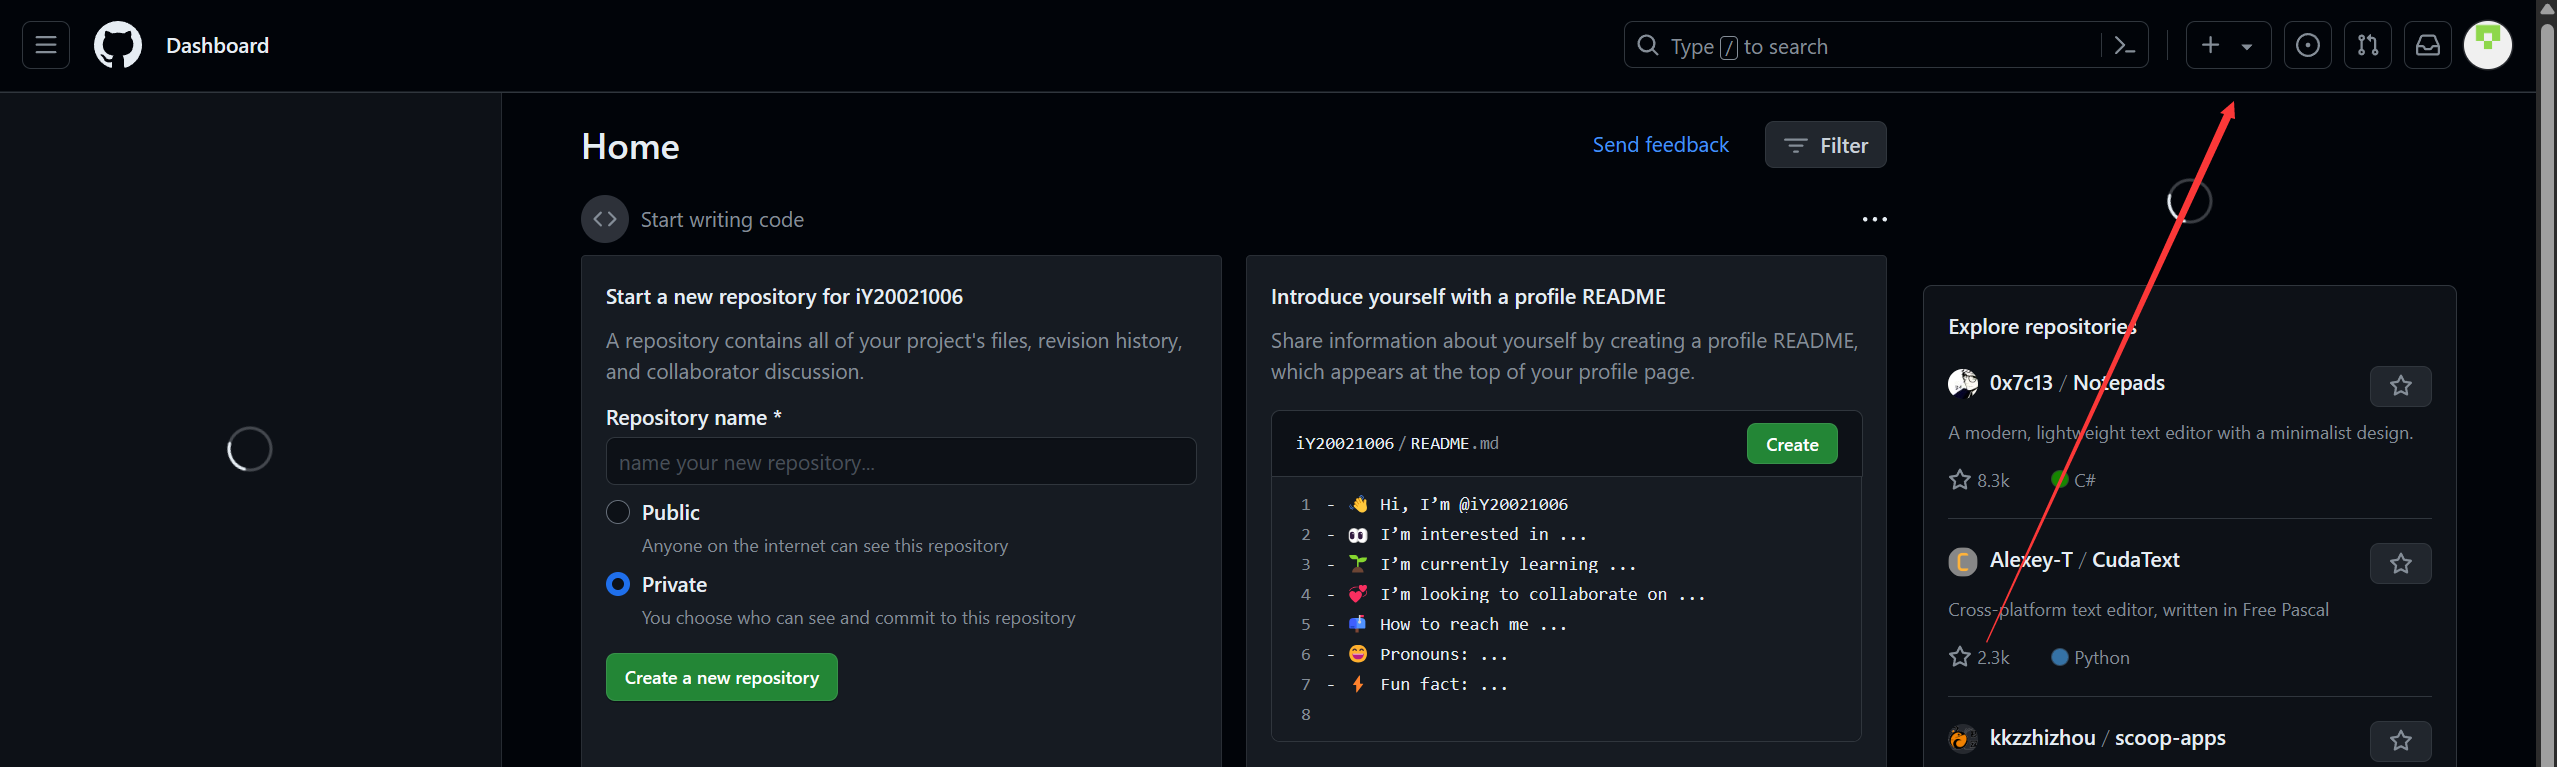 Dashboard
Type / to search
Home
Send feedback
Filter
Start writing code
Start a new repository for iY20021006
A repository contains all of your project's files, revision history,
and collaborator discussion.
Repository name *
name your new repository...
Public
Anyone on the internet can see this repository
Private
You choose who can see and commit to this repository
Create a new repository
Introduce yourself with a profile README
Share information about yourself by creating a profile README,
which appears at the top of your profile page.
iY20021006 / README.md
Create
1 - 👋 Hi, I’m @iY20021006
2 - 👀 I’m interested in ...
3 - 🌱 I’m currently learning ...
4 - 💞️ I’m looking to collaborate on ...
5 - 📫 How to reach me ...
6 - 😄 Pronouns: ...
7 - ⚡ Fun fact: ...
8
Explore repositories
0x7c13 / Notepads
A modern, lightweight text editor with a minimalist design.
8.3k C#
Alexey-T / CudaText
Cross-platform text editor, written in Free Pascal
2.3k Python
kkzzhizhou / scoop-apps